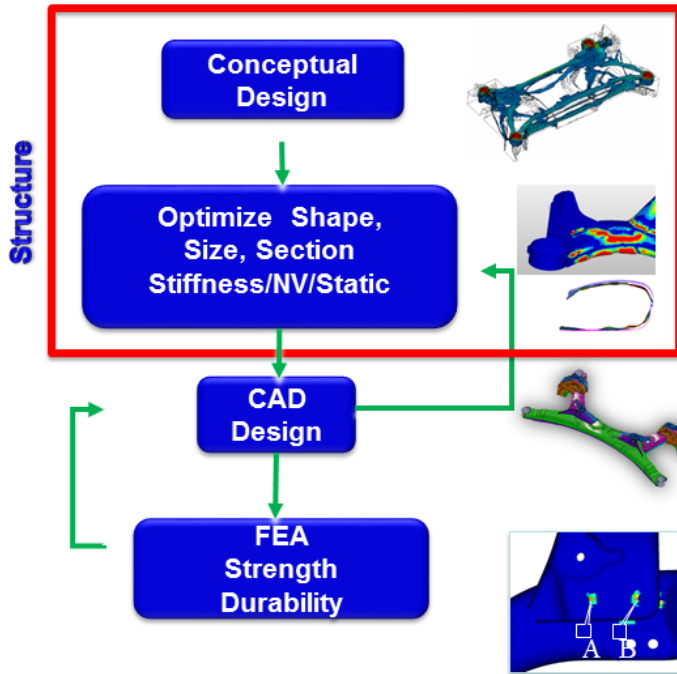 Structure
Conceptual
Design
Optimize Shape,
Size, Section
Stiffness/NV/Static
CAD
Design
FEA
Strength
Durability
A B